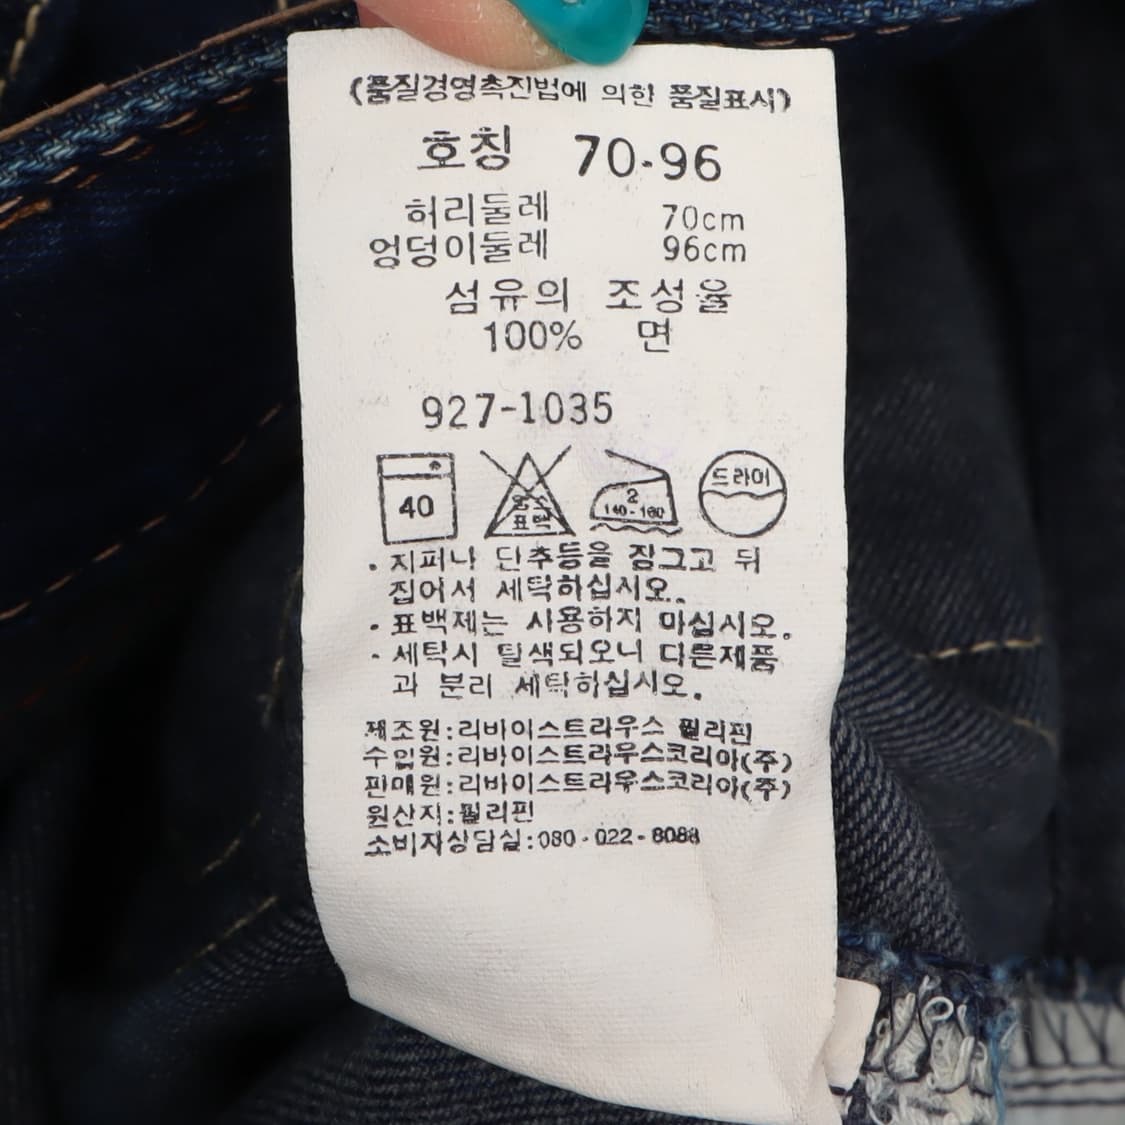 (품질경영촉진법에 의한 품질표시)
호칭 70-96
허리둘레 70cm
엉덩이둘레 96cm
섬유의 조성율
100% 면
927-1035
40
염소
표백
2
140-160
드라이
. 지퍼나 단추등을 잠그고 뒤
집어서 세탁하십시오.
. 표백제는 사용하지 마십시오.
. 세탁시 탈색되오니 다른제품
과 분리 세탁하십시오.
제조원:리바이스트라우스 필리핀
수입원:리바이스트라우스코리아(주)
판매원:리바이스트라우스코리아(주)
원산지:필리핀
소비자상담실:080-022-8088